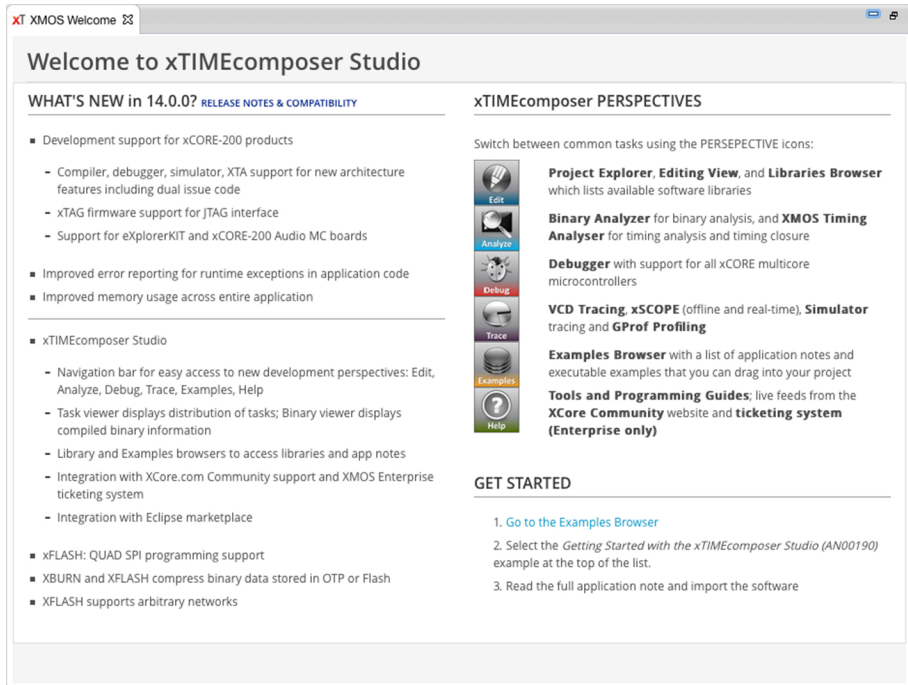 xT XMOS Welcome
Welcome to xTIMEcomposer Studio
WHAT'S NEW in 14.0.0? RELEASE NOTES & COMPATIBILITY
Development support for xCORE-200 products
- Compiler, debugger, simulator, XTA support for new architecture
features including dual issue code
- xTAG firmware support for JTAG interface
- Support for eXplorerKIT and xCORE-200 Audio MC boards
Improved error reporting for runtime exceptions in application code
Improved memory usage across entire application
xTIMEcomposer Studio
- Navigation bar for easy access to new development perspectives: Edit,
Analyze, Debug, Trace, Examples, Help
- Task viewer displays distribution of tasks; Binary viewer displays
compiled binary information
- Library and Examples browsers to access libraries and app notes
- Integration with XCore.com Community support and XMOS Enterprise
ticketing system
- Integration with Eclipse marketplace
xFLASH: QUAD SPI programming support
XBURN and XFLASH compress binary data stored in OTP or Flash
XFLASH supports arbitrary networks
xTIMEcomposer PERSPECTIVES
Switch between common tasks using the PERSEPECTIVE icons:
Edit
Project Explorer, Editing View, and Libraries Browser
which lists available software libraries
Analyze
Binary Analyzer for binary analysis, and XMOS Timing
Analyser for timing analysis and timing closure
Debug
Debugger with support for all xCORE multicore
microcontrollers
Trace
VCD Tracing, xSCOPE (offline and real-time), Simulator
tracing and GProf Profiling
Examples
Examples Browser with a list of application notes and
executable examples that you can drag into your project
Help
Tools and Programming Guides; live feeds from the
XCore Community website and ticketing system
(Enterprise only)
GET STARTED
1. Go to the Examples Browser
2. Select the Getting Started with the xTIMEcomposer Studio (AN00190)
example at the top of the list.
3. Read the full application note and import the software